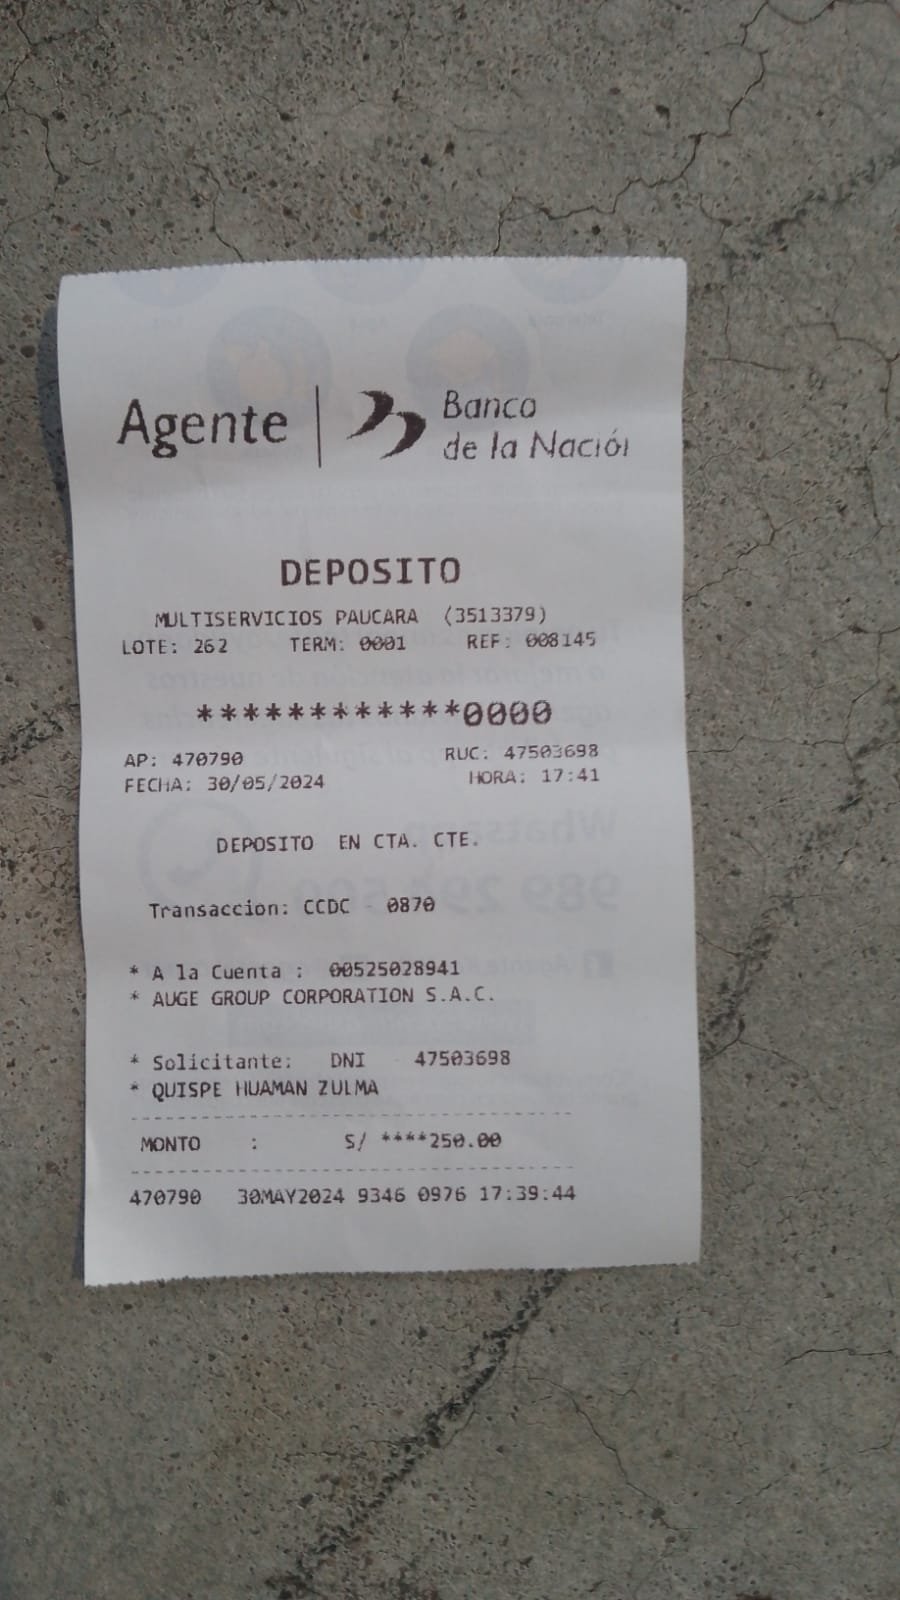 Agente | Banco
de la Nación
DEPOSITO
MULTISERVICIOS PAUCARA (3513379)
LOTE: 262 TERM: 0001 REF: 008145
************0000
AP: 470790 RUC: 47503698
FECHA: 30/05/2024 HORA: 17:41
DEPOSITO EN CTA. CTE.
Transaccion: CCDC - 0870
* A la Cuenta : 00525028941
* AUGE GROUP CORPORATION S.A.C.
* Solicitante: DNI 47503698
* QUISPE HUAMAN ZULMA
MONTO : S/ ****250.00
470790 30MAY2024 9346 0976 17:39:44